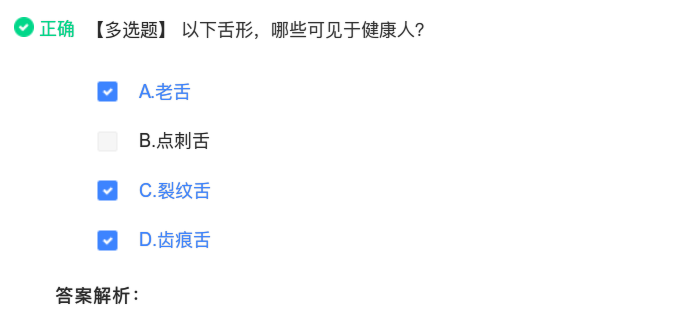 正确 【多选题】 以下舌形，哪些可见于健康人?
A.老舌
B.点刺舌
C.裂纹舌
D.齿痕舌
答案解析：